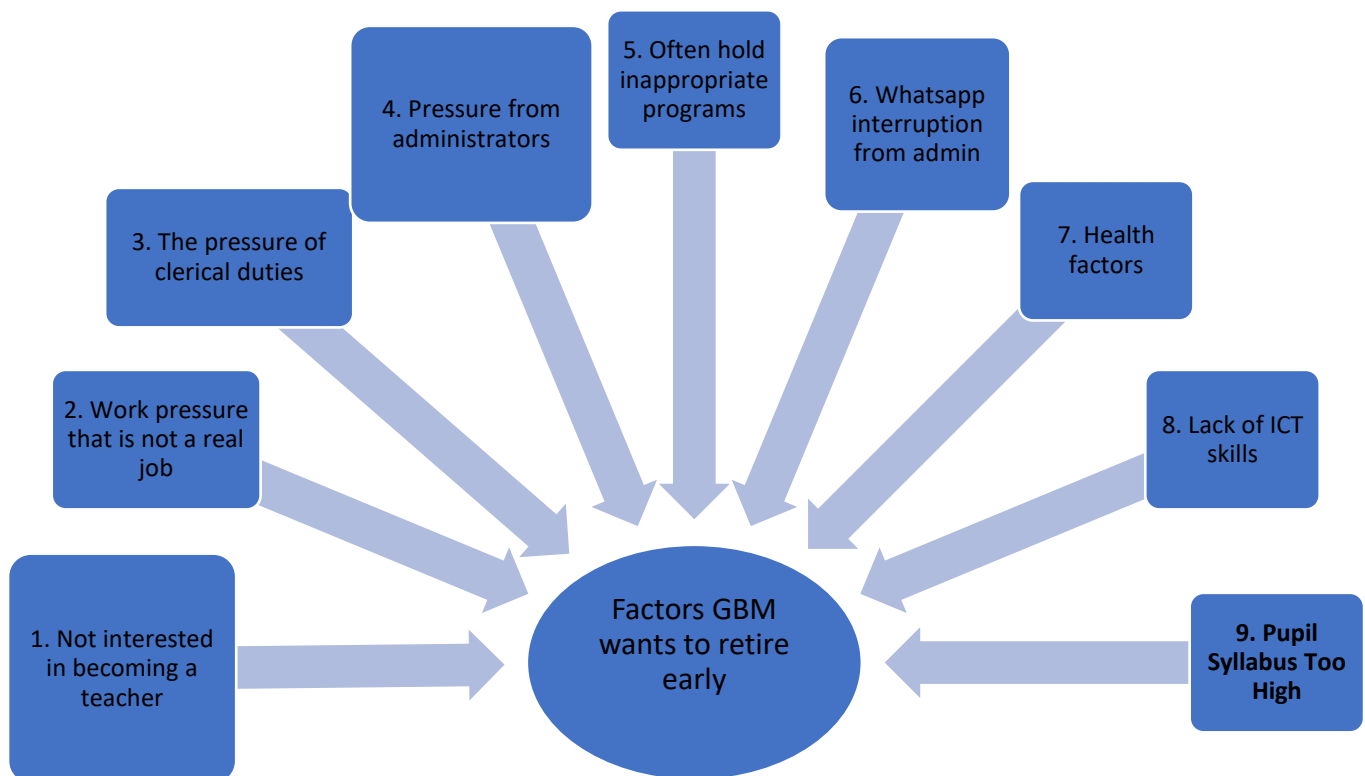 1. Not interested
in becoming a
teacher
2. Work pressure
that is not a real
job
3. The pressure of
clerical duties
4. Pressure from
administrators
5. Often hold
inappropriate
programs
6. Whatsapp
interruption
from admin
7. Health
factors
8. Lack of ICT
skills
9. Pupil
Syllabus Too
High
Factors GBM
wants to retire
early